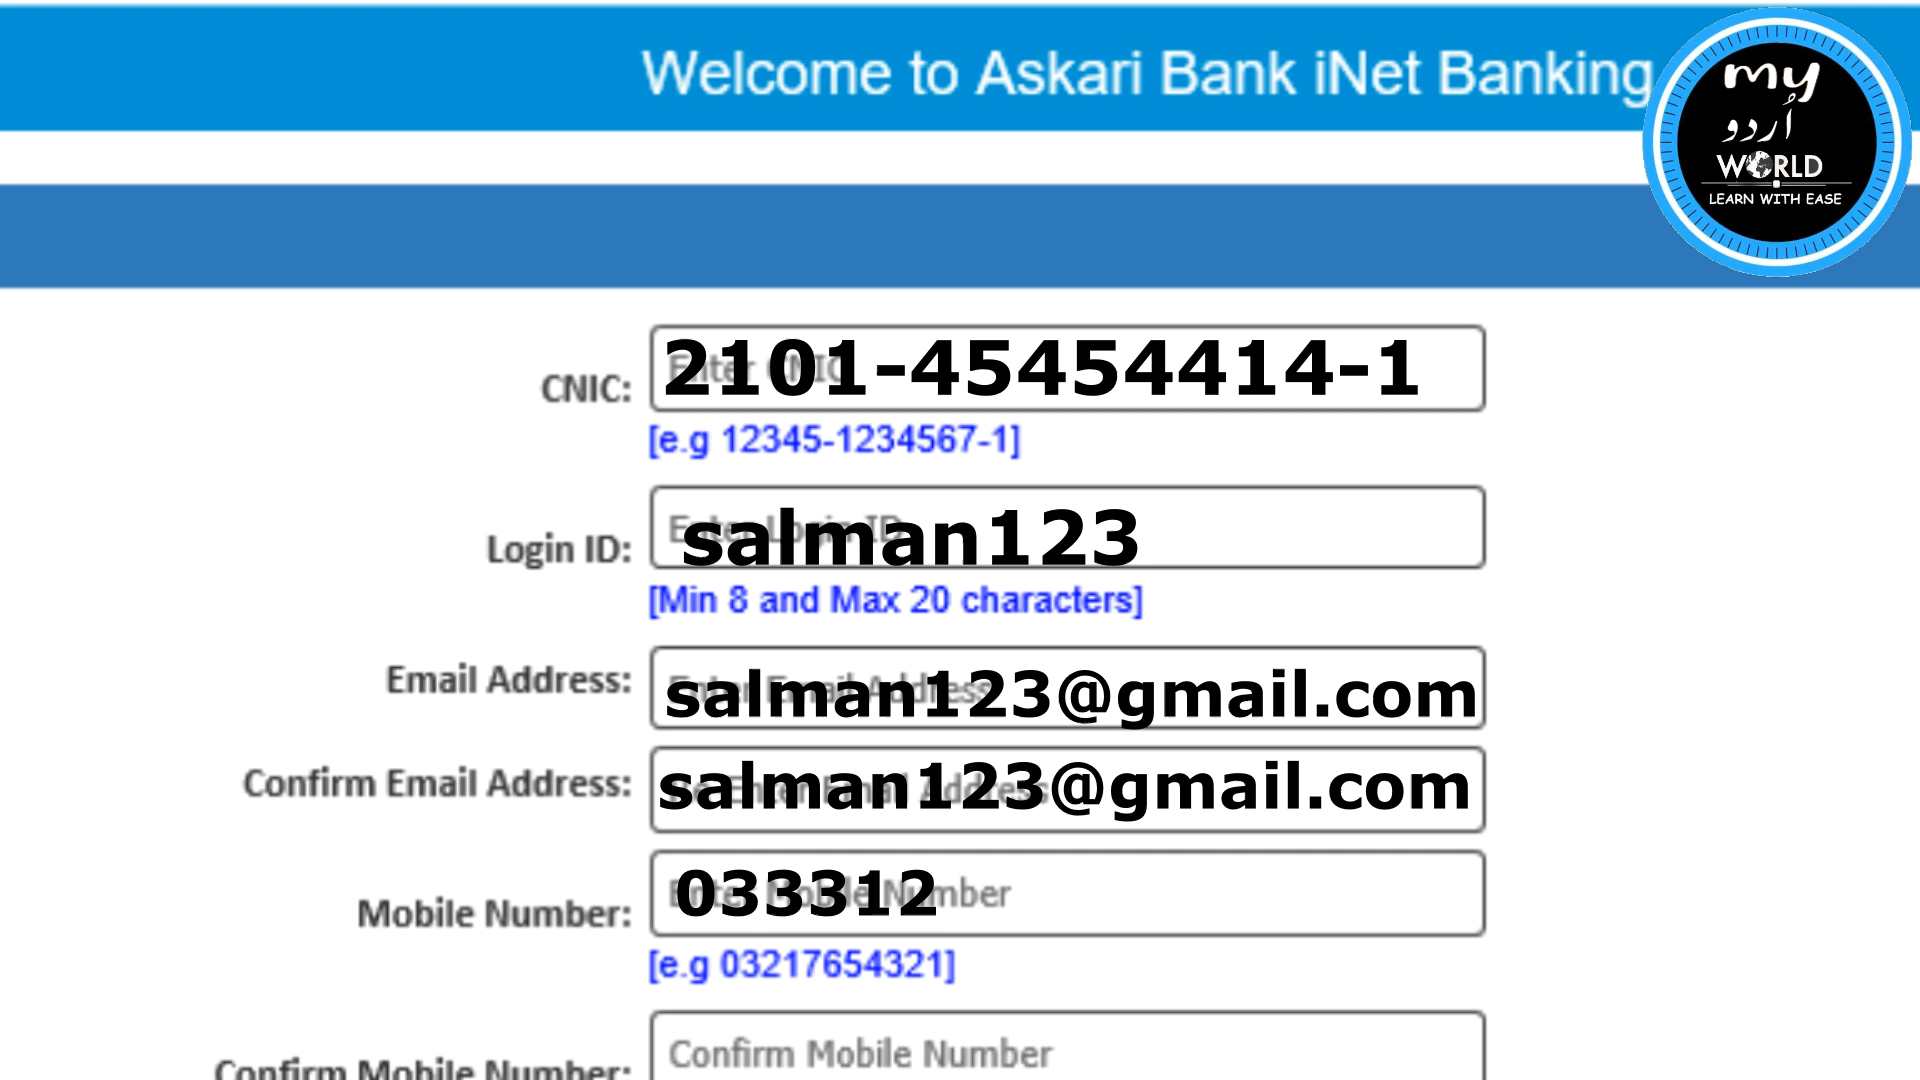 Welcome to Askari Bank iNet Banking
my
اُردو
WORLD
LEARN WITH EASE
CNIC: 2101-45454414-1
[e.g 12345-1234567-1]
Login ID: salman123
[Min 8 and Max 20 characters]
Email Address: salman123@gmail.com
Confirm Email Address: salman123@gmail.com
Mobile Number: 033312
[e.g 03217654321]
Confirm Mobile Number: Confirm Mobile Number